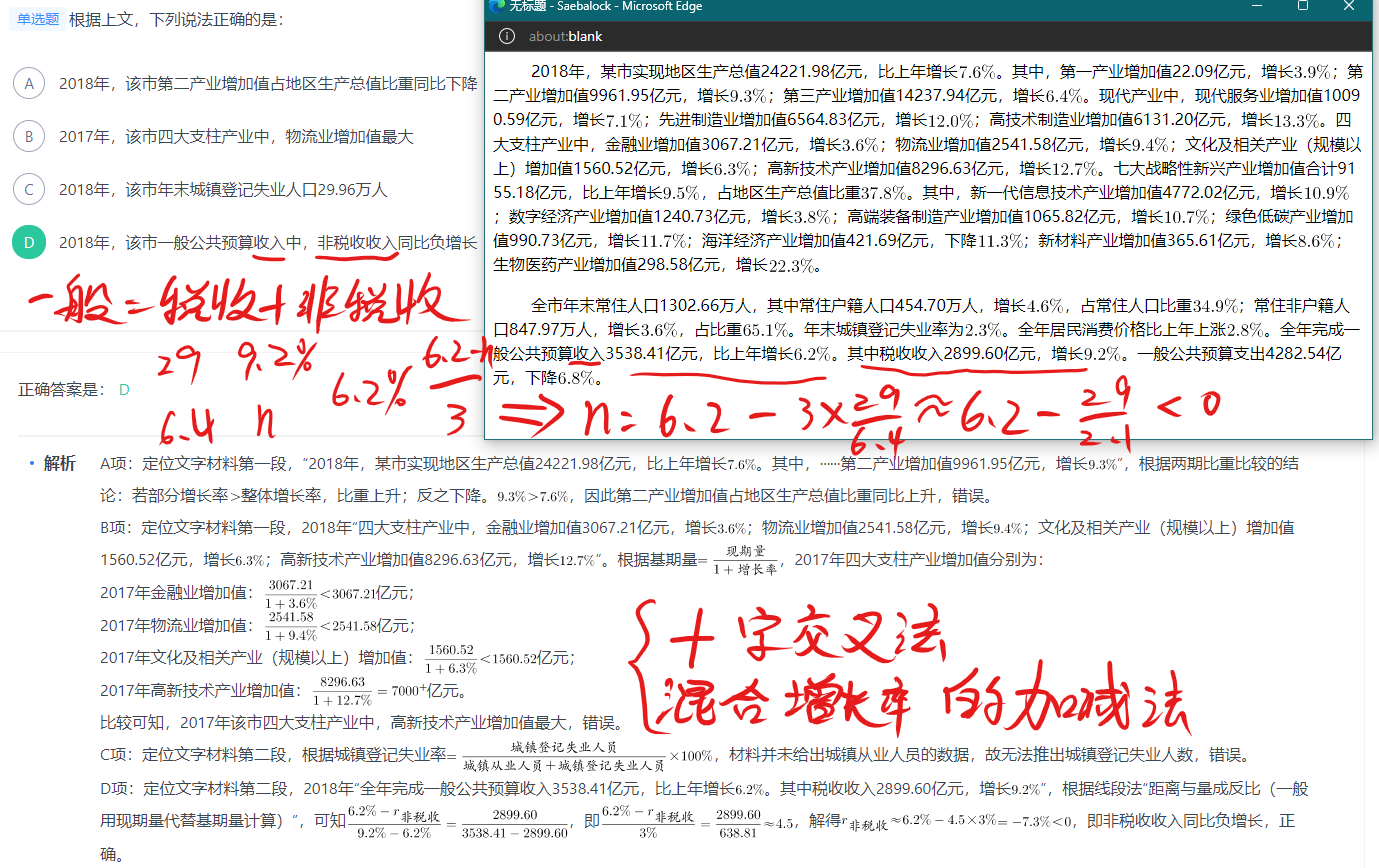 单选题 根据上文，下列说法正确的是：
A 2018年，该市第二产业增加值占地区生产总值比重同比下降
B 2017年，该市四大支柱产业中，物流业增加值最大
C 2018年，该市年末城镇登记失业人口29.96万人
D 2018年，该市一般公共预算收入中，非税收收入同比负增长
无标题 - Saebalock - Microsoft Edge
about:blank
2018年，某市实现地区生产总值24221.98亿元，比上年增长7.6%。其中，第一产业增加值22.09亿元，增长3.9%；第
二产业增加值9961.95亿元，增长9.3%；第三产业增加值14237.94亿元，增长6.4%。现代产业中，现代服务业增加值1009
0.59亿元，增长7.1%；先进制造业增加值6564.83亿元，增长12.0%；高技术制造业增加值6131.20亿元，增长13.3%。四
大支柱产业中，金融业增加值3067.21亿元，增长3.6%；物流业增加值2541.58亿元，增长9.4%；文化及相关产业（规模以
上）增加值1560.52亿元，增长6.3%；高新技术产业增加值8296.63亿元，增长12.7%。七大战略性新兴产业增加值合计91
55.18亿元，比上年增长9.5%，占地区生产总值比重37.8%。其中，新一代信息技术产业增加值4772.02亿元，增长10.9%
；数字经济产业增加值1240.73亿元，增长3.8%；高端装备制造产业增加值1065.82亿元，增长10.7%；绿色低碳产业增加
值990.73亿元，增长11.7%；海洋经济产业增加值421.69亿元，下降11.3%；新材料产业增加值365.61亿元，增长8.6%；
生物医药产业增加值298.58亿元，增长22.3%。
全市年末常住人口1302.66万人，其中常住户籍人口454.70万人，增长4.6%，占常住人口比重34.9%；常住非户籍人
口847.97万人，增长3.6%，占比重65.1%。年末城镇登记失业率为2.3%。全年居民消费价格比上年上涨2.8%。全年完成一
般公共预算收入3538.41亿元，比上年增长6.2%。其中税收收入2899.60亿元，增长9.2%。一般公共预算支出4282.54亿
元，下降6.8%。
一般=税收+非税收
29 9.2% 6.2% 6.2-n/3
6.4 n
⇒ n=6.2-3×29/6.4≈6.2-29/2.1<0
正确答案是： D
解析 A项：定位文字材料第一段，“2018年，某市实现地区生产总值24221.98亿元，比上年增长7.6%。其中，……第二产业增加值9961.95亿元，增长9.3%”，根据两期比重比较的结
论：若部分增长率>整体增长率，比重上升；反之下降。9.3%>7.6%，因此第二产业增加值占地区生产总值比重同比上升，错误。
B项：定位文字材料第一段，2018年“四大支柱产业中，金融业增加值3067.21亿元，增长3.6%；物流业增加值2541.58亿元，增长9.4%；文化及相关产业（规模以上）增加值
1560.52亿元，增长6.3%；高新技术产业增加值8296.63亿元，增长12.7%”。根据基期量=现期量/1+增长率，2017年四大支柱产业增加值分别为：
2017年金融业增加值：3067.21/1+3.6%<3067.21亿元；
2017年物流业增加值：2541.58/1+9.4%<2541.58亿元；
2017年文化及相关产业（规模以上）增加值：1560.52/1+6.3%<1560.52亿元；
2017年高新技术产业增加值：8296.63/1+12.7%=7000⁺亿元。
比较可知，2017年该市四大支柱产业中，高新技术产业增加值最大，错误。
十字交叉法
混合增长率的加减法
C项：定位文字材料第二段，根据城镇登记失业率=城镇登记失业人员/城镇从业人员+城镇登记失业人员×100%，材料并未给出城镇从业人员的数据，故无法推出城镇登记失业人数，错误。
D项：定位文字材料第二段，2018年“全年完成一般公共预算收入3538.41亿元，比上年增长6.2%。其中税收收入2899.60亿元，增长9.2%”，根据线段法“距离与量成反比（一般
用现期量代替基期量计算）”，可知6.2%-r非税收/9.2%-6.2%=2899.60/3538.41-2899.60，即6.2%-r非税收/3%=2899.60/638.81≈4.5，解得r非税收≈6.2%-4.5×3%=-7.3%<0，即非税收收入同比负增长，正
确。